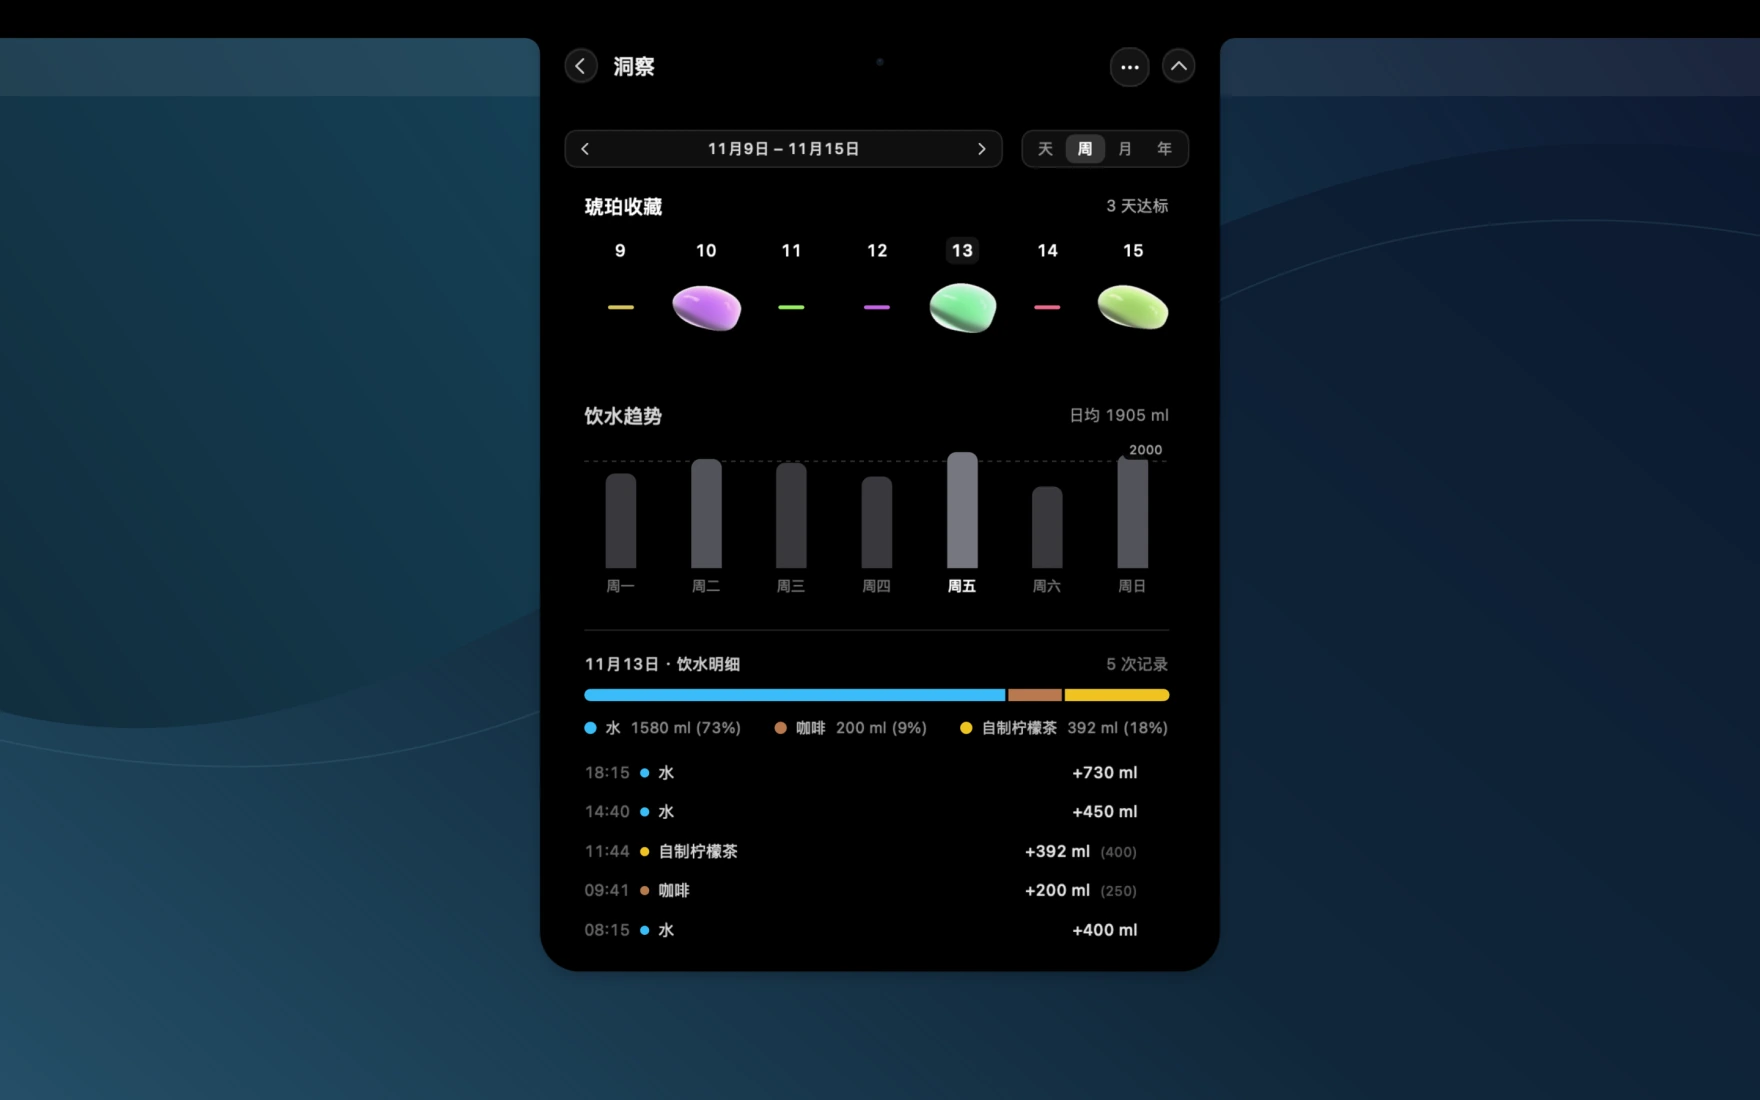 洞察
11月9日 – 11月15日
天 周 月 年
琥珀收藏 3 天达标
9 10 11 12 13 14 15
饮水趋势 日均 1905 ml
2000
周一 周二 周三 周四 周五 周六 周日
11月13日 · 饮水明细 5 次记录
水 1580 ml (73%) 咖啡 200 ml (9%) 自制柠檬茶 392 ml (18%)
18:15 水 +730 ml
14:40 水 +450 ml
11:44 自制柠檬茶 +392 ml (400)
09:41 咖啡 +200 ml (250)
08:15 水 +400 ml